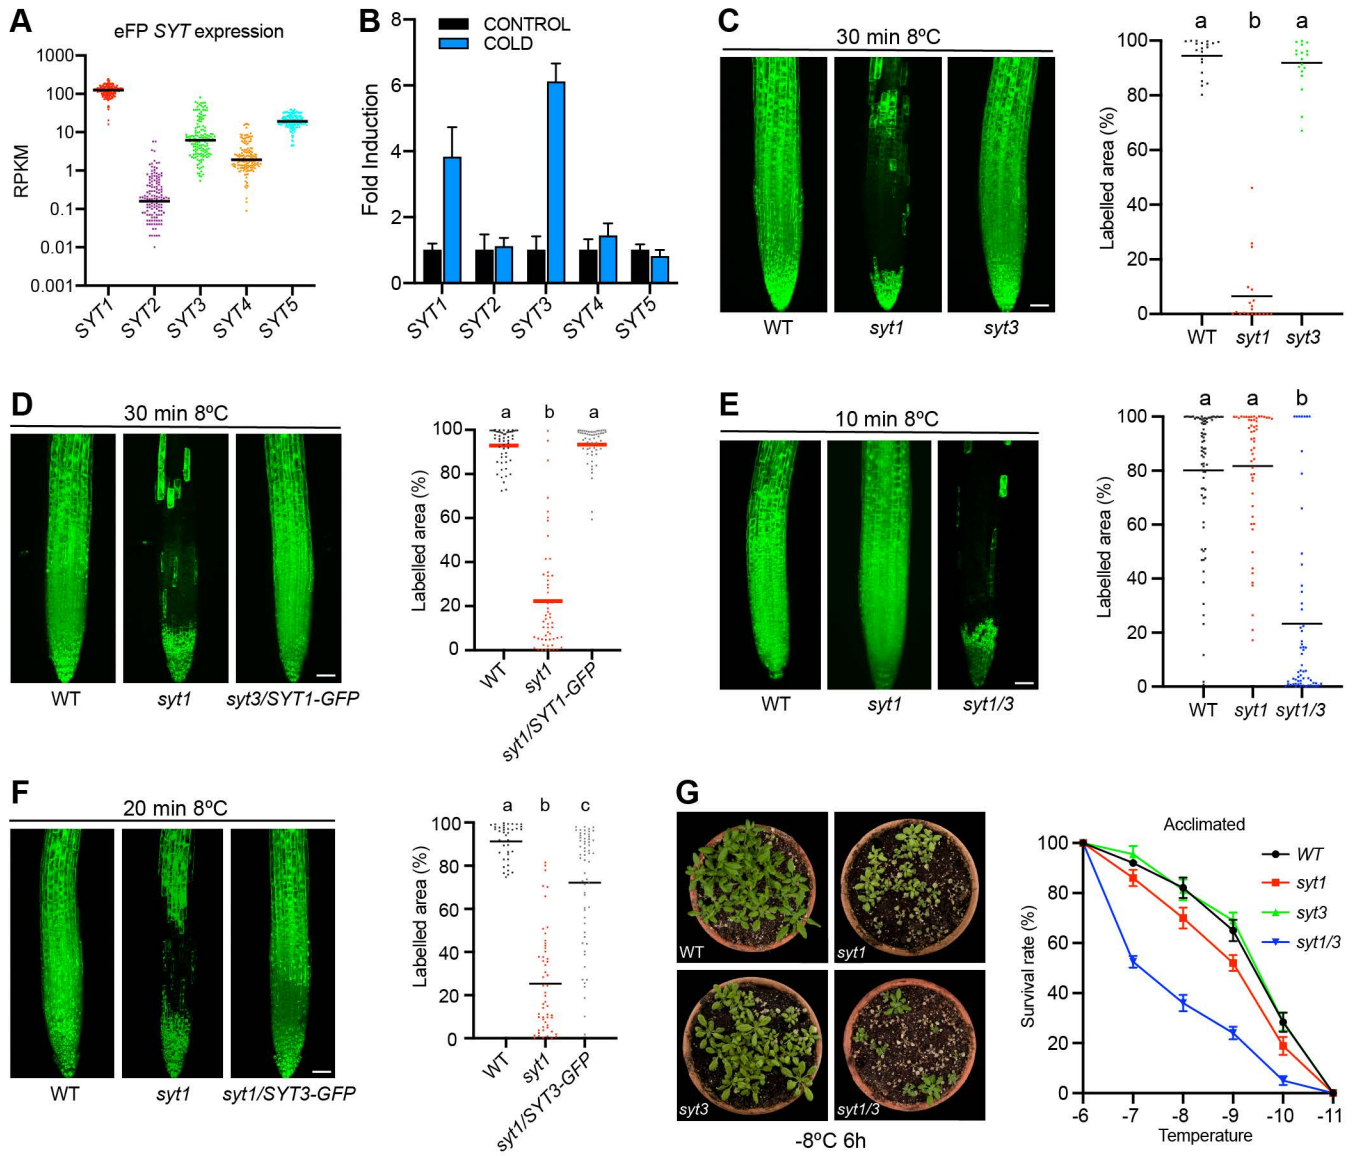 A
eFP SYT expression
RPKM
1000
100
10
1
0.1
0.01
0.001
SYT1
SYT2
SYT3
SYT4
SYT5
B
CONTROL
COLD
Fold Induction
8
6
4
2
0
SYT1
SYT2
SYT3
SYT4
SYT5
C
30 min 8ºC
WT
syt1
syt3
a
b
a
Labelled area (%)
100
80
60
40
20
0
WT
syt1
syt3
D
30 min 8ºC
WT
syt1
syt3/SYT1-GFP
a
b
a
Labelled area (%)
100
80
60
40
20
0
WT
syt1
syt1/SYT1-GFP
E
10 min 8ºC
WT
syt1
syt1/3
a
a
b
Labelled area (%)
100
80
60
40
20
0
WT
syt1
syt1/3
F
20 min 8ºC
WT
syt1
syt1/SYT3-GFP
a
b
c
Labelled area (%)
100
80
60
40
20
0
WT
syt1
syt1/SYT3-GFP
G
WT
syt1
syt3
syt1/3
-8ºC 6h
Acclimated
WT
syt1
syt3
syt1/3
Survival rate (%)
100
80
60
40
20
0
-6
-7
-8
-9
-10
-11
Temperature